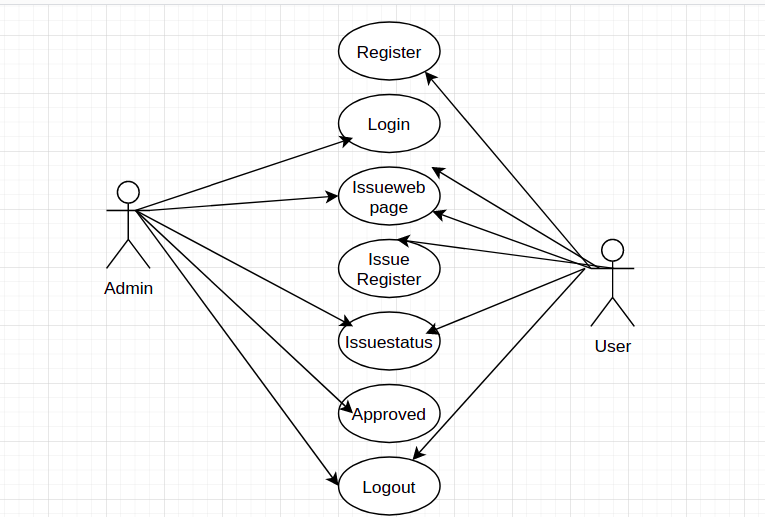 Register
Login
Issueweb
page
Issue
Register
Admin
User
Issuestatus
Approved
Logout